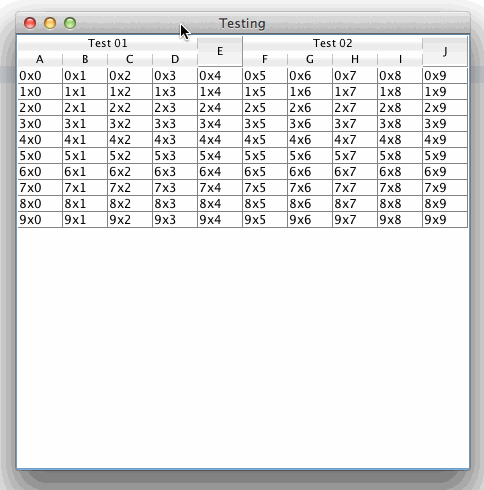 Testing
Test 01 Test 02
E J
A B C D F G H I
0x0 0x1 0x2 0x3 0x4 0x5 0x6 0x7 0x8 0x9
1x0 1x1 1x2 1x3 1x4 1x5 1x6 1x7 1x8 1x9
2x0 2x1 2x2 2x3 2x4 2x5 2x6 2x7 2x8 2x9
3x0 3x1 3x2 3x3 3x4 3x5 3x6 3x7 3x8 3x9
4x0 4x1 4x2 4x3 4x4 4x5 4x6 4x7 4x8 4x9
5x0 5x1 5x2 5x3 5x4 5x5 5x6 5x7 5x8 5x9
6x0 6x1 6x2 6x3 6x4 6x5 6x6 6x7 6x8 6x9
7x0 7x1 7x2 7x3 7x4 7x5 7x6 7x7 7x8 7x9
8x0 8x1 8x2 8x3 8x4 8x5 8x6 8x7 8x8 8x9
9x0 9x1 9x2 9x3 9x4 9x5 9x6 9x7 9x8 9x9